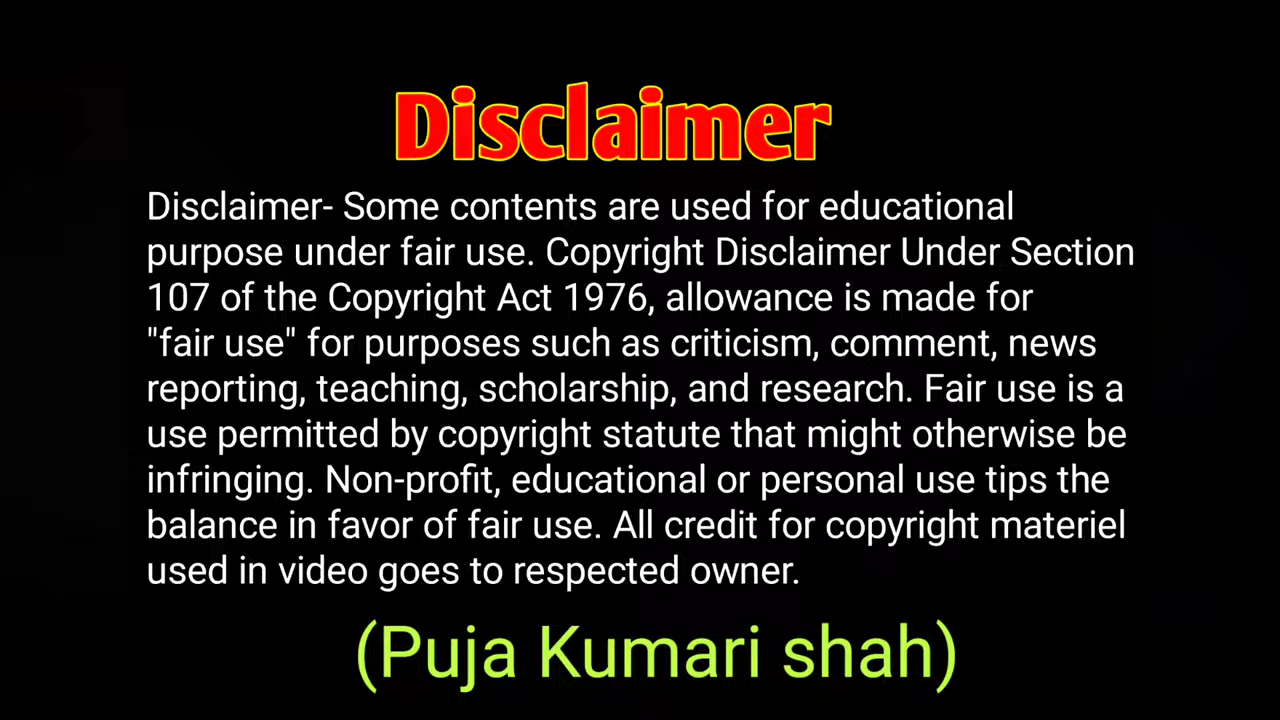 Disclaimer
Disclaimer- Some contents are used for educational
purpose under fair use. Copyright Disclaimer Under Section
107 of the Copyright Act 1976, allowance is made for
"fair use" for purposes such as criticism, comment, news
reporting, teaching, scholarship, and research. Fair use is a
use permitted by copyright statute that might otherwise be
infringing. Non-profit, educational or personal use tips the
balance in favor of fair use. All credit for copyright materiel
used in video goes to respected owner.
(Puja Kumari shah)